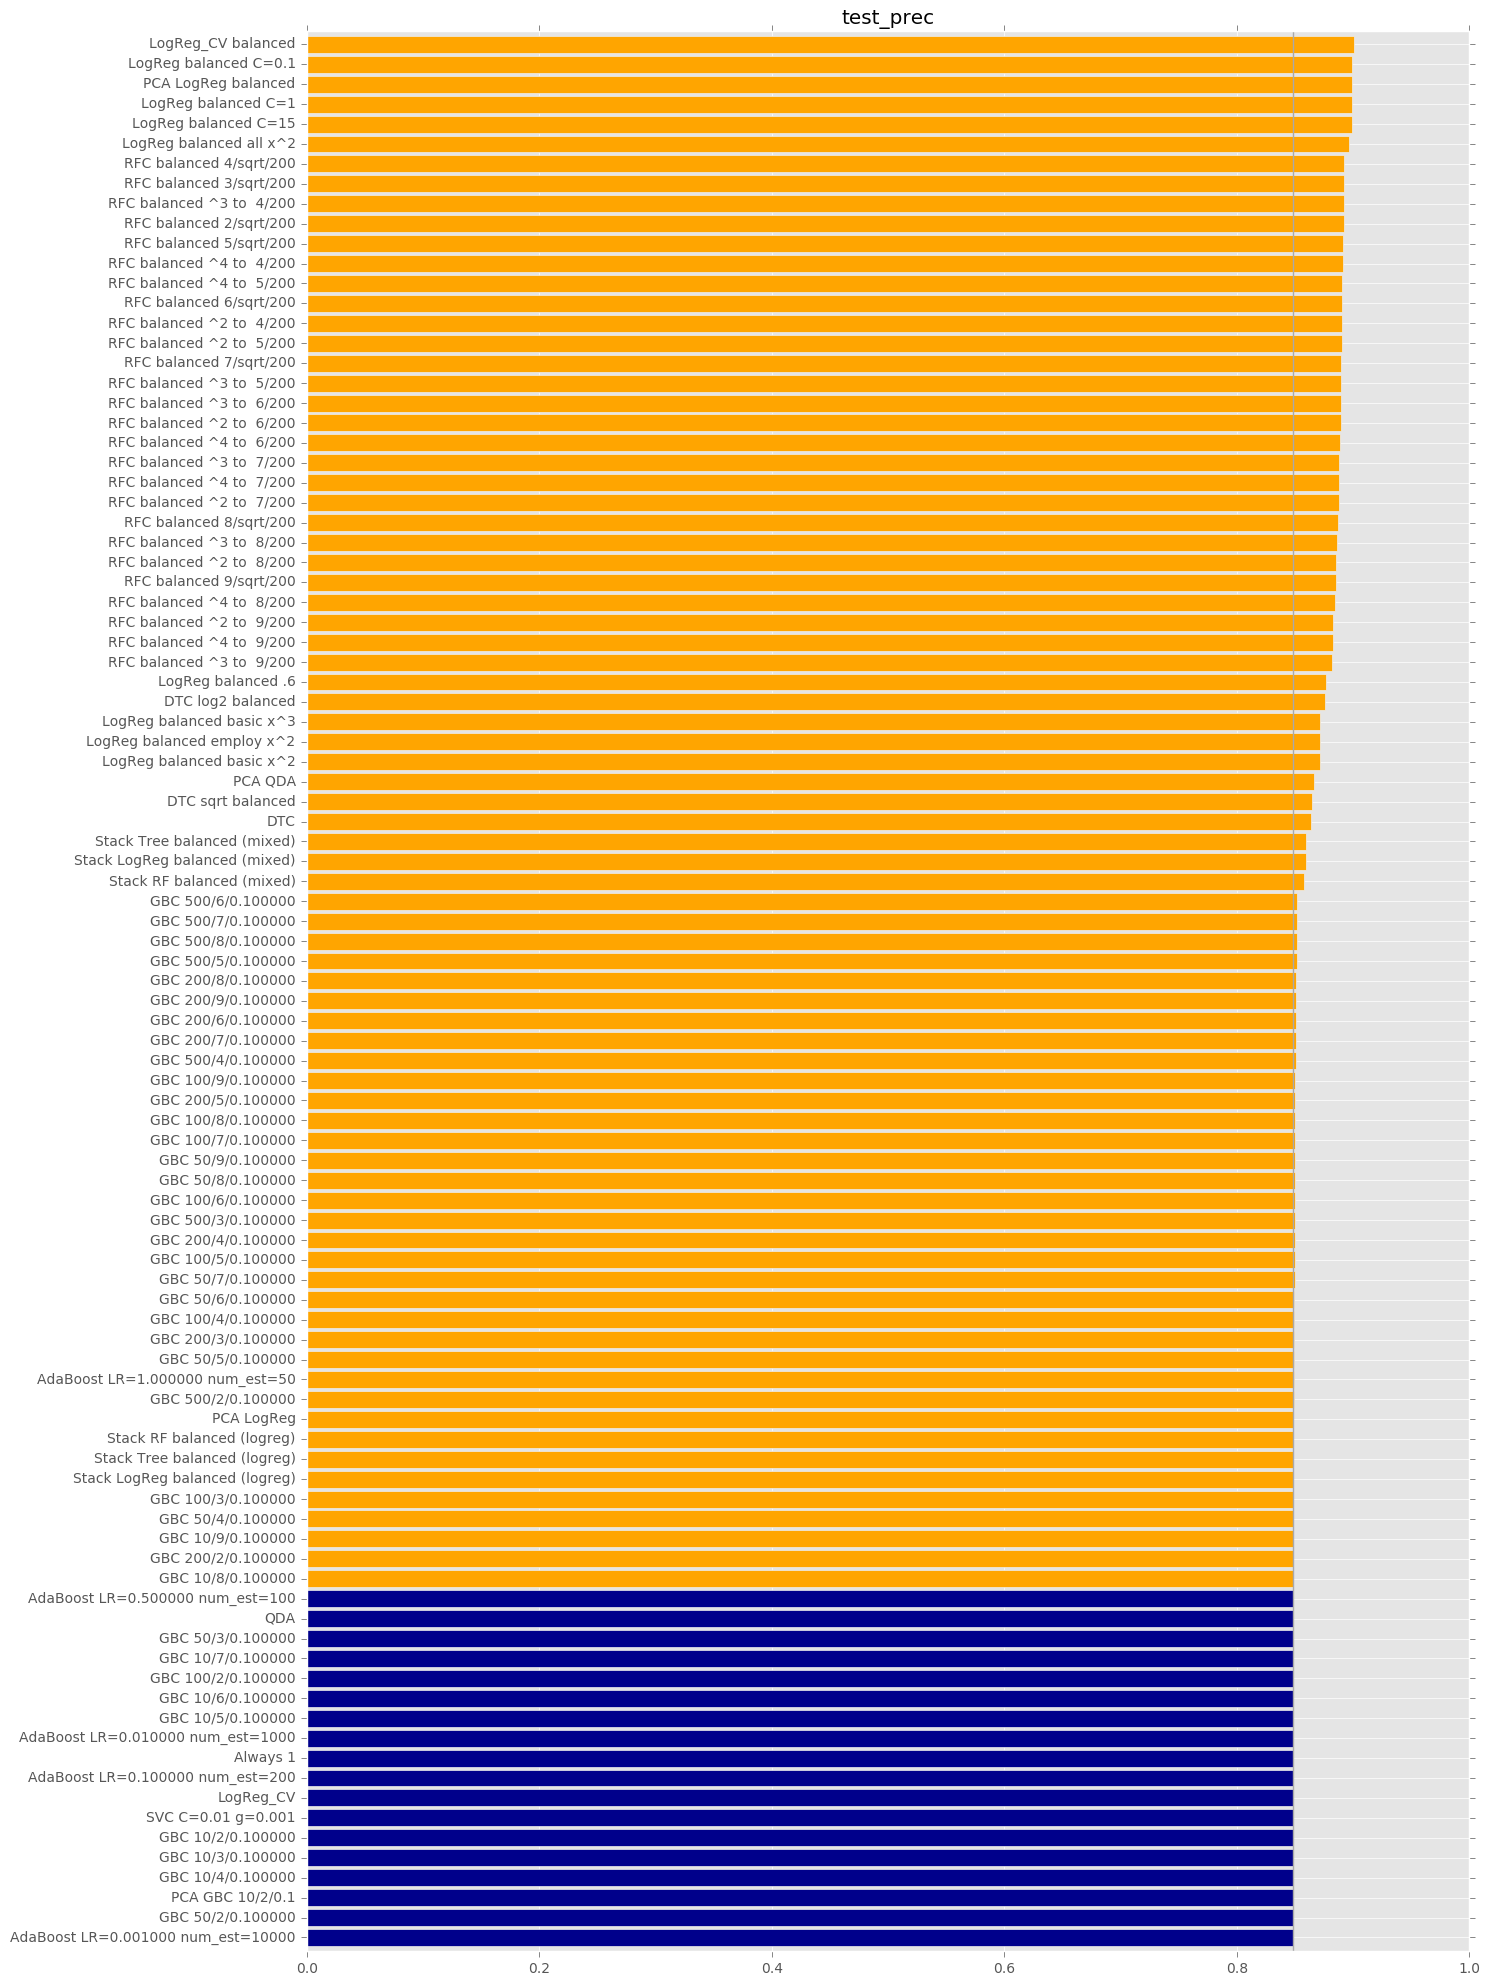 test_prec
LogReg_CV balanced
LogReg balanced C=0.1
PCA LogReg balanced
LogReg balanced C=1
LogReg balanced C=15
LogReg balanced all x^2
RFC balanced 4/sqrt/200
RFC balanced 3/sqrt/200
RFC balanced ^3 to  4/200
RFC balanced 2/sqrt/200
RFC balanced 5/sqrt/200
RFC balanced ^4 to  4/200
RFC balanced ^4 to  5/200
RFC balanced 6/sqrt/200
RFC balanced ^2 to  4/200
RFC balanced ^2 to  5/200
RFC balanced 7/sqrt/200
RFC balanced ^3 to  5/200
RFC balanced ^3 to  6/200
RFC balanced ^2 to  6/200
RFC balanced ^4 to  6/200
RFC balanced ^3 to  7/200
RFC balanced ^4 to  7/200
RFC balanced ^2 to  7/200
RFC balanced 8/sqrt/200
RFC balanced ^3 to  8/200
RFC balanced ^2 to  8/200
RFC balanced 9/sqrt/200
RFC balanced ^4 to  8/200
RFC balanced ^2 to  9/200
RFC balanced ^4 to  9/200
RFC balanced ^3 to  9/200
LogReg balanced .6
DTC log2 balanced
LogReg balanced basic x^3
LogReg balanced employ x^2
LogReg balanced basic x^2
PCA QDA
DTC sqrt balanced
DTC
Stack Tree balanced (mixed)
Stack LogReg balanced (mixed)
Stack RF balanced (mixed)
GBC 500/6/0.100000
GBC 500/7/0.100000
GBC 500/8/0.100000
GBC 500/5/0.100000
GBC 200/8/0.100000
GBC 200/9/0.100000
GBC 200/6/0.100000
GBC 200/7/0.100000
GBC 500/4/0.100000
GBC 100/9/0.100000
GBC 200/5/0.100000
GBC 100/8/0.100000
GBC 100/7/0.100000
GBC 50/9/0.100000
GBC 50/8/0.100000
GBC 100/6/0.100000
GBC 500/3/0.100000
GBC 200/4/0.100000
GBC 100/5/0.100000
GBC 50/7/0.100000
GBC 50/6/0.100000
GBC 100/4/0.100000
GBC 200/3/0.100000
GBC 50/5/0.100000
AdaBoost LR=1.000000 num_est=50
GBC 500/2/0.100000
PCA LogReg
Stack RF balanced (logreg)
Stack Tree balanced (logreg)
Stack LogReg balanced (logreg)
GBC 100/3/0.100000
GBC 50/4/0.100000
GBC 10/9/0.100000
GBC 200/2/0.100000
GBC 10/8/0.100000
AdaBoost LR=0.500000 num_est=100
QDA
GBC 50/3/0.100000
GBC 10/7/0.100000
GBC 100/2/0.100000
GBC 10/6/0.100000
GBC 10/5/0.100000
AdaBoost LR=0.010000 num_est=1000
Always 1
AdaBoost LR=0.100000 num_est=200
LogReg_CV
SVC C=0.01 g=0.001
GBC 10/2/0.100000
GBC 10/3/0.100000
GBC 10/4/0.100000
PCA GBC 10/2/0.1
GBC 50/2/0.100000
AdaBoost LR=0.001000 num_est=10000
0.0 0.2 0.4 0.6 0.8 1.0